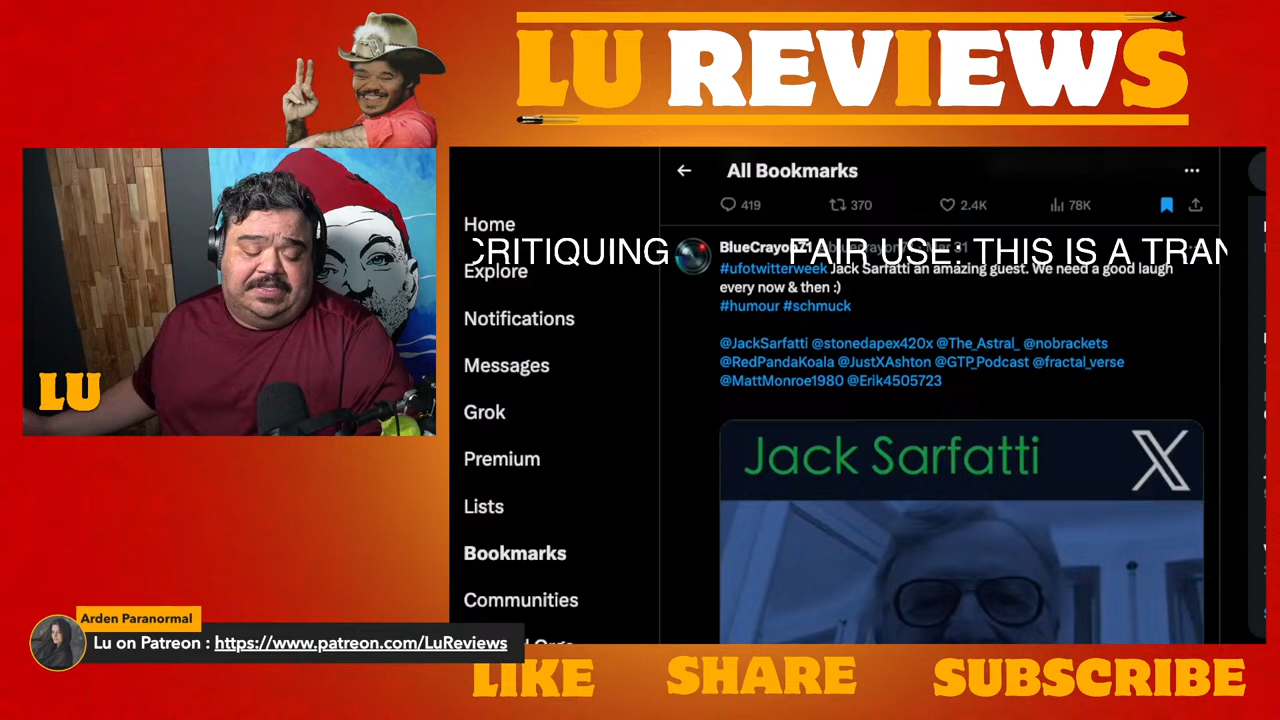 LU REVIEWS
All Bookmarks
419 370 2.4K 78K
Home
Explore
Notifications
Messages
Grok
Premium
Lists
Bookmarks
Communities
CRITIQUING FAIR USE: THIS IS A TRAN
BlueCrayon71
#ufotwitterweek Jack Sarfatti an amazing guest. We need a good laugh
every now & then :)
#humour #schmuck
@JackSarfatti @stonedapex420x @The_Astral_ @nobrackets
@RedPandaKoala @JustXAshton @GTP_Podcast @fractal_verse
@MattMonroe1980 @Erik4505723
Jack Sarfatti X
LU
Arden Paranormal
Lu on Patreon : https://www.patreon.com/LuReviews
LIKE SHARE SUBSCRIBE